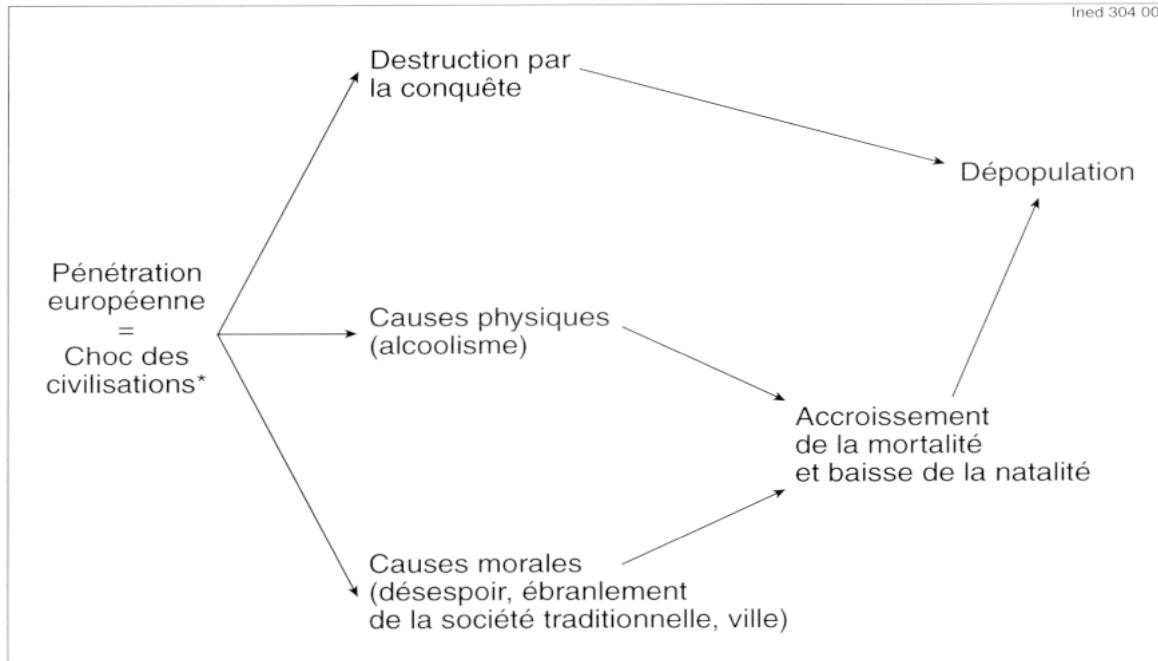 Ined 304 00
Destruction par
la conquête
Dépopulation
Pénétration
européenne
=
Choc des
civilisations*
Causes physiques
(alcoolisme)
Accroissement
de la mortalité
et baisse de la natalité
Causes morales
(désespoir, ébranlement
de la société traditionnelle, ville)